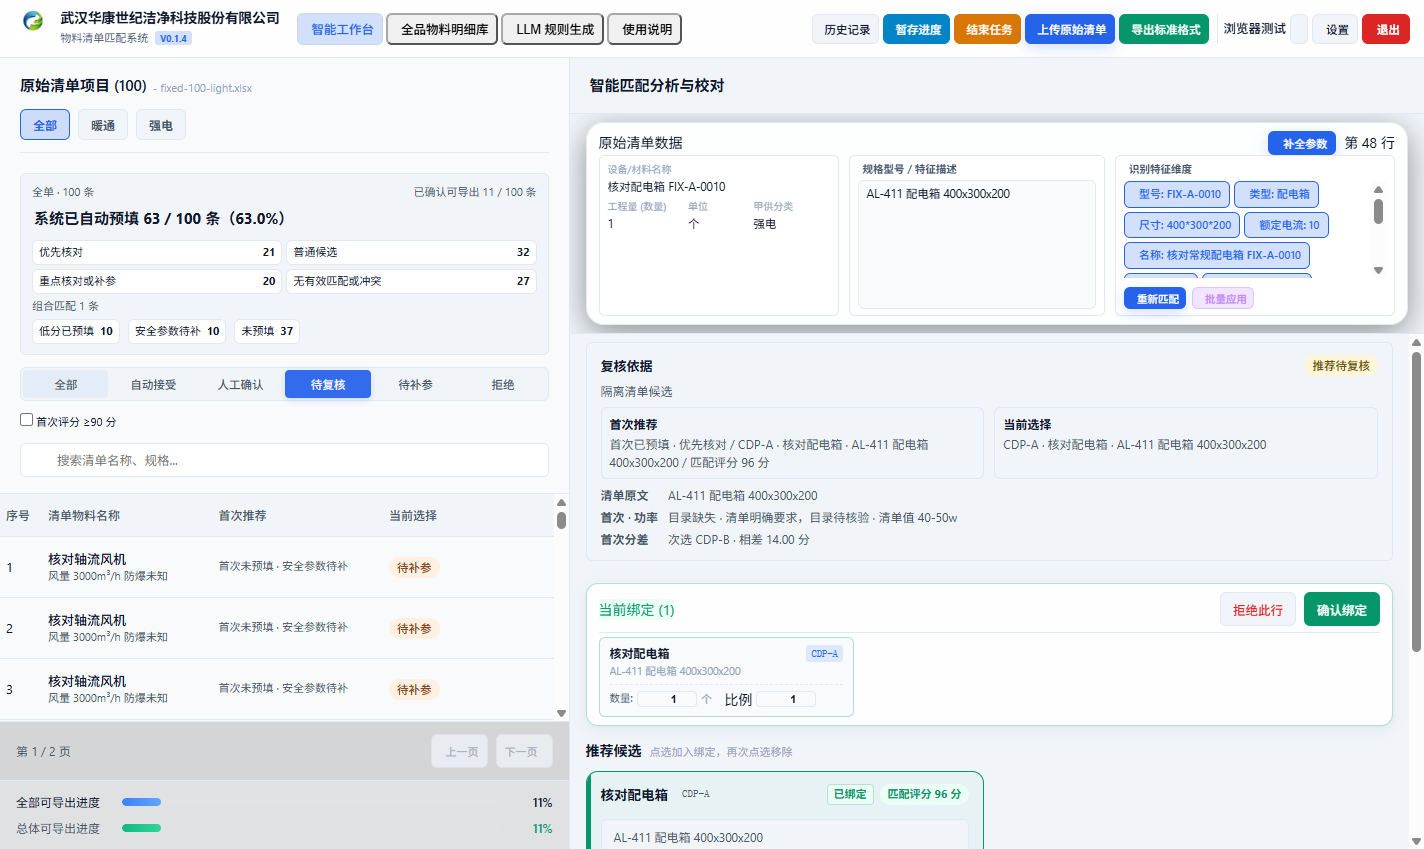 武汉华康世纪洁净科技股份有限公司
物料清单匹配系统 V0.1.4
智能工作台
全品物料明细库
LLM 规则生成
使用说明
历史记录
暂存进度
结束任务
上传原始清单
导出标准格式
浏览器测试
设置
退出
原始清单项目 (100) - fixed-100-light.xlsx
全部
暖通
强电
全单 · 100 条
已确认可导出 11 / 100 条
系统已自动预填 63 / 100 条（63.0%）
优先核对 21
普通候选 32
重点核对或补参 20
无有效匹配或冲突 27
组合匹配 1 条
低分已预填 10
安全参数待补 10
未预填 37
全部
自动接受
人工确认
待复核
待补参
拒绝
首次评分 ≥90 分
搜索清单名称、规格...
序号
清单物料名称
首次推荐
当前选择
1
核对轴流风机
风量 3000m³/h 防爆未知
首次未预填 · 安全参数待补
待补参
2
核对轴流风机
风量 3000m³/h 防爆未知
首次未预填 · 安全参数待补
待补参
3
核对轴流风机
风量 3000m³/h 防爆未知
首次未预填 · 安全参数待补
待补参
第 1 / 2 页
上一页
下一页
全部可导出进度 11%
总体可导出进度 11%
智能匹配分析与校对
原始清单数据
补全参数
第 48 行
设备/材料名称
核对配电箱 FIX-A-0010
工程量 (数量)
单位
甲供分类
1
个
强电
规格型号 / 特征描述
AL-411 配电箱 400x300x200
识别特征维度
型号: FIX-A-0010
类型: 配电箱
尺寸: 400*300*200
额定电流: 10
名称: 核对常规配电箱 FIX-A-0010
重新匹配
批量应用
复核依据
推荐待复核
隔离清单候选
首次推荐
首次已预填 · 优先核对 / CDP-A · 核对配电箱 · AL-411 配电箱
400x300x200 / 匹配评分 96 分
当前选择
CDP-A · 核对配电箱 · AL-411 配电箱 400x300x200
清单原文 AL-411 配电箱 400x300x200
首次 · 功率 目录缺失 · 清单明确要求，目录待核验 · 清单值 40-50w
首次分差 次选 CDP-B · 相差 14.00 分
当前绑定 (1)
拒绝此行
确认绑定
核对配电箱 CDP-A
AL-411 配电箱 400x300x200
数量: 1 个 比例 1
推荐候选 点选加入绑定，再次点选移除
核对配电箱 CDP-A
已绑定
匹配评分 96 分
AL-411 配电箱 400x300x200